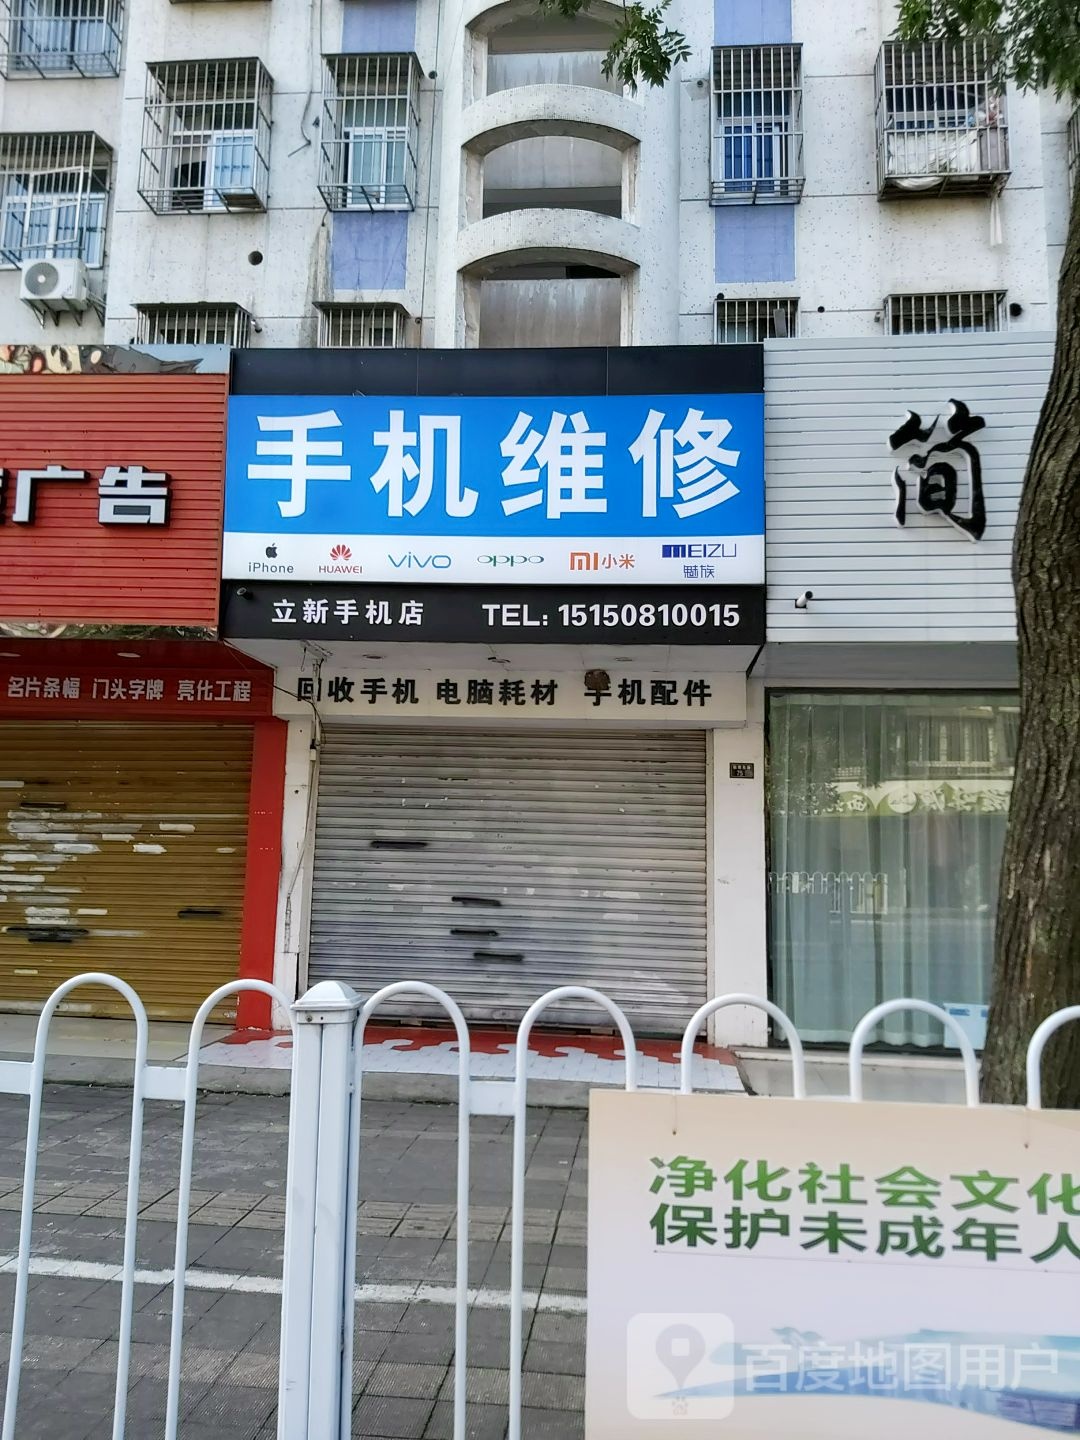 手机维修
iPhone
HUAWEI
vivo
oppo
MI小米
MEIZU
魅族
立新手机店 TEL: 15150810015
回收手机 电脑耗材 手机配件
广告
名片条幅 门头字牌 亮化工程
简
75
净化社会文化
保护未成年人
百度地图用户